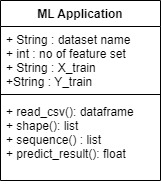 ML Application
+ String : dataset name
+ int : no of feature set
+ String : X_train
+String : Y_train
+ read_csv(): dataframe
+ shape(): list
+ sequence() : list
+ predict_result(): float